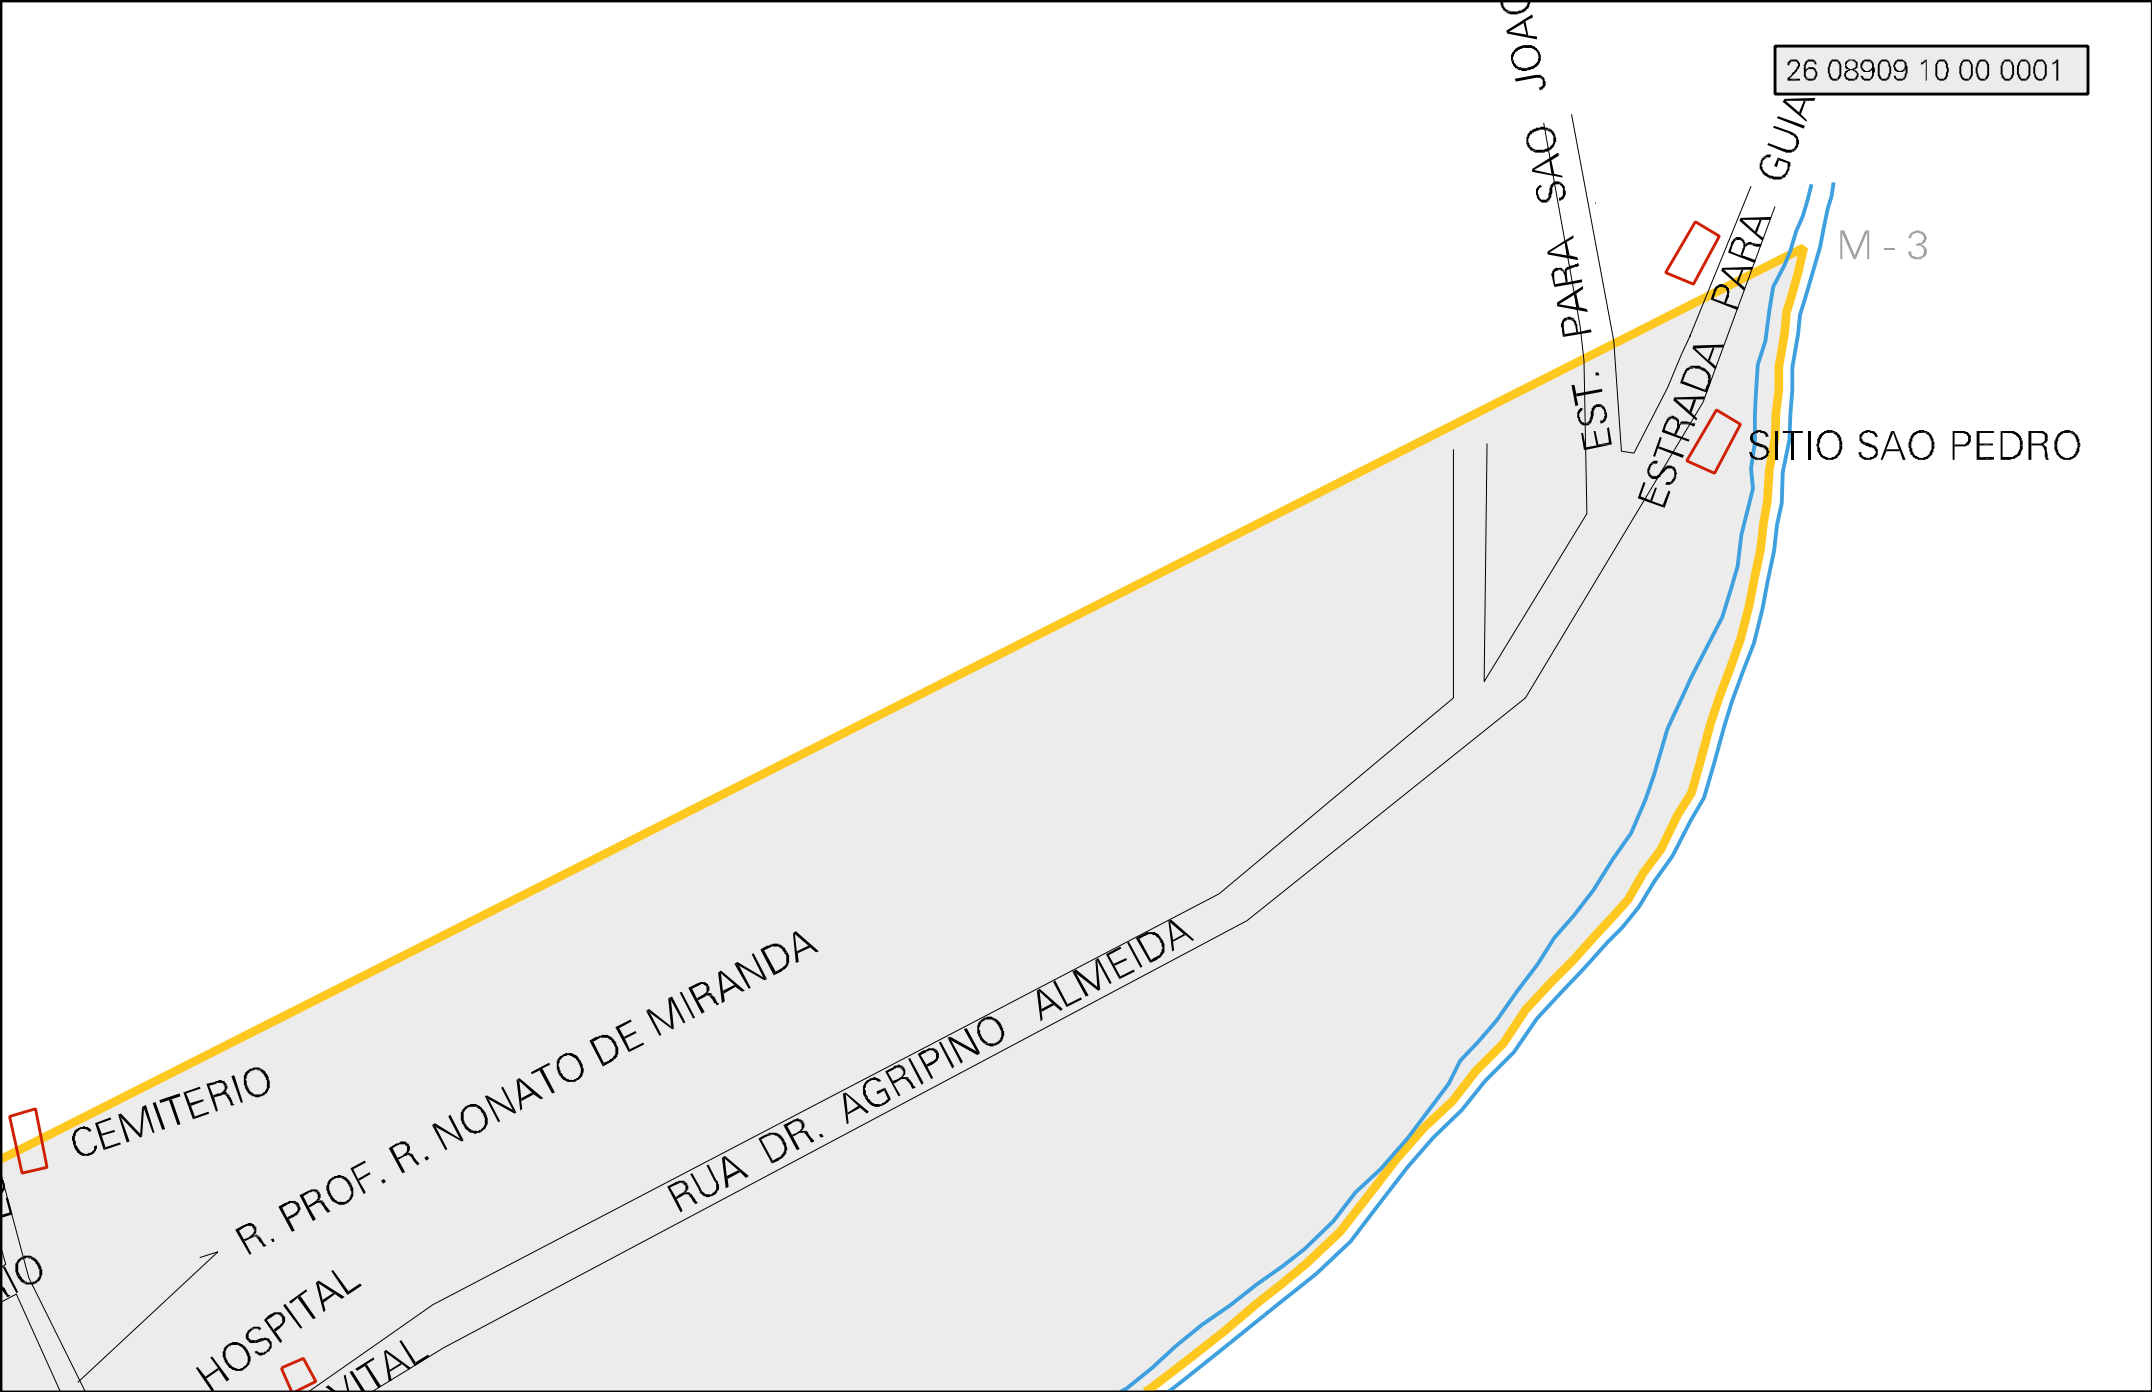 26 08909 10 00 0001
EST. PARA SAO
ESTRADA PARA GUIA
M - 3
SITIO SAO PEDRO
RUA DR. AGRIPINO ALMEIDA
R. PROF. R. NONATO DE MIRANDA
CEMITERIO
HOSPITAL
VITAL